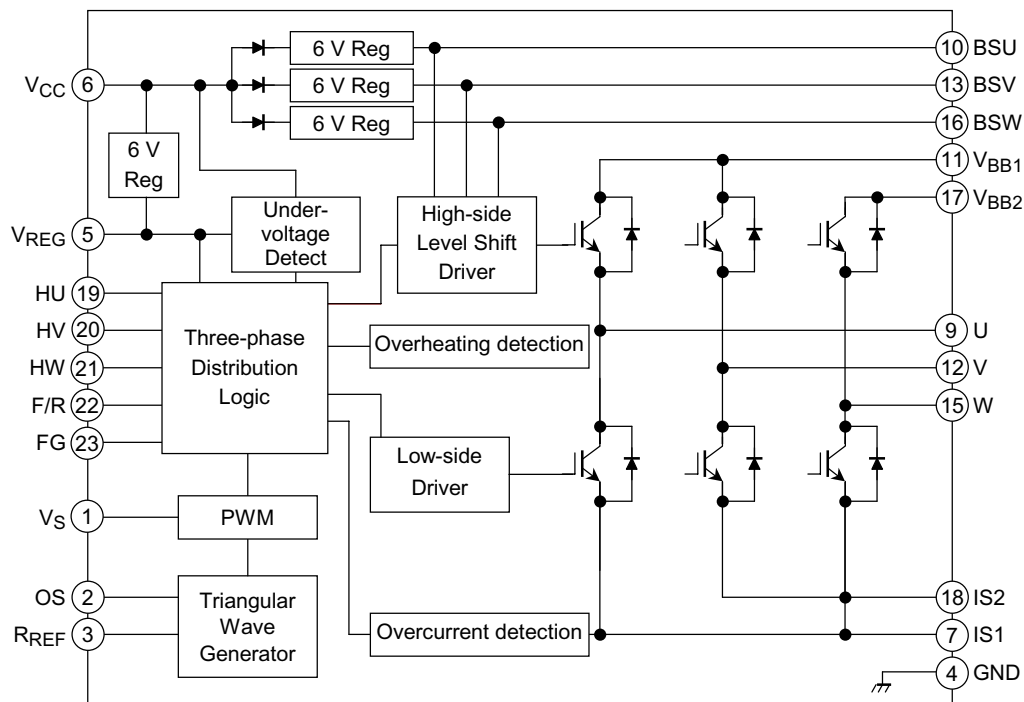 6 V Reg
10 BSU
VCC 6
6 V Reg
13 BSV
6 V Reg
16 BSW
6 V
Reg
11 VBB1
17 VBB2
Under-
voltage
Detect
High-side
Level Shift
Driver
VREG 5
HU 19
HV 20
HW 21
F/R 22
FG 23
Three-phase
Distribution
Logic
Overheating detection
9 U
12 V
15 W
Low-side
Driver
VS 1
PWM
OS 2
RREF 3
Triangular
Wave
Generator
Overcurrent detection
18 IS2
7 IS1
4 GND